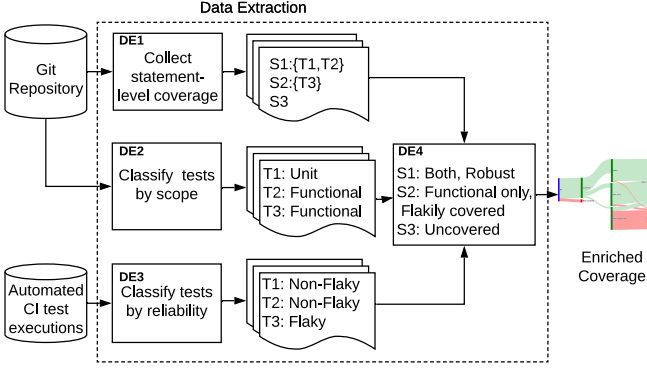 Data Extraction
Git
Repository
DE1
Collect
statement-
level coverage
S1:{T1,T2}
S2:{T3}
S3
DE2
Classify tests
by scope
T1: Unit
T2: Functional
T3: Functional
DE4
S1: Both, Robust
S2: Functional only,
Flakily covered
S3: Uncovered
Enriched
Coverage
Automated
CI test
executions
DE3
Classify tests
by reliability
T1: Non-Flaky
T2: Non-Flaky
T3: Flaky